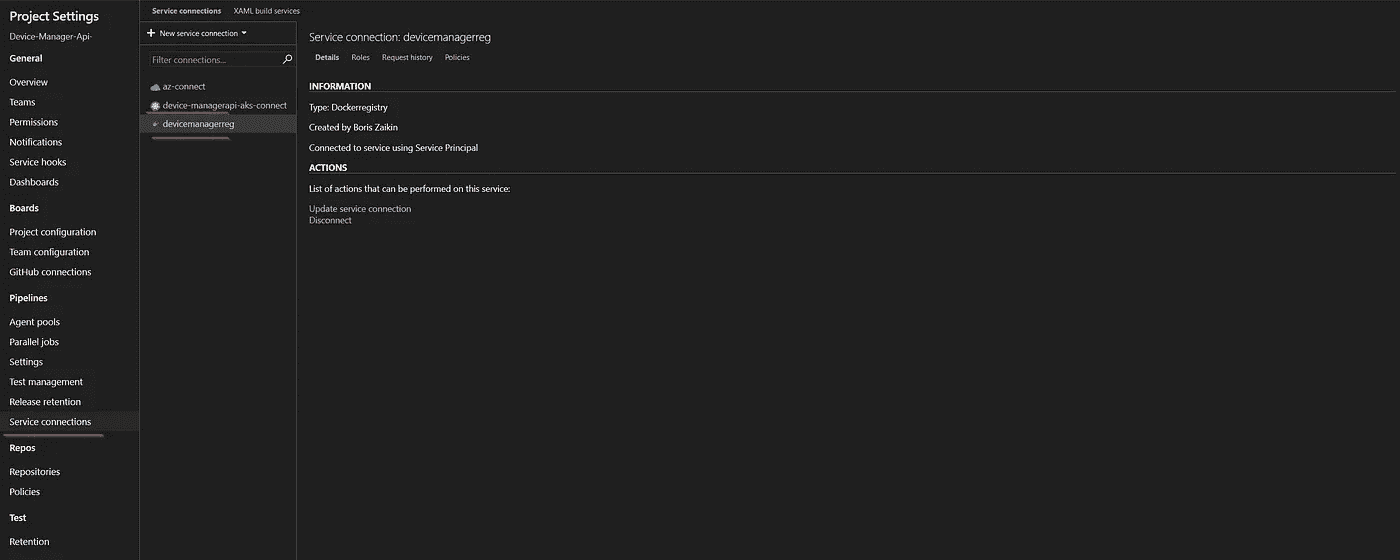 Project Settings
Device-Manager-Api-
General
Overview
Teams
Permissions
Notifications
Service hooks
Dashboards
Boards
Project configuration
Team configuration
GitHub connections
Pipelines
Agent pools
Parallel jobs
Settings
Test management
Release retention
Service connections
Repos
Repositories
Policies
Test
Retention
Service connections XAML build services
+ New service connection
Filter connections...
az-connect
device-managerapi-aks-connect
devicemanagerreg
Service connection: devicemanagerreg
Details Roles Request history Policies
INFORMATION
Type: Dockerregistry
Created by Boris Zaikin
Connected to service using Service Principal
ACTIONS
List of actions that can be performed on this service:
Update service connection
Disconnect